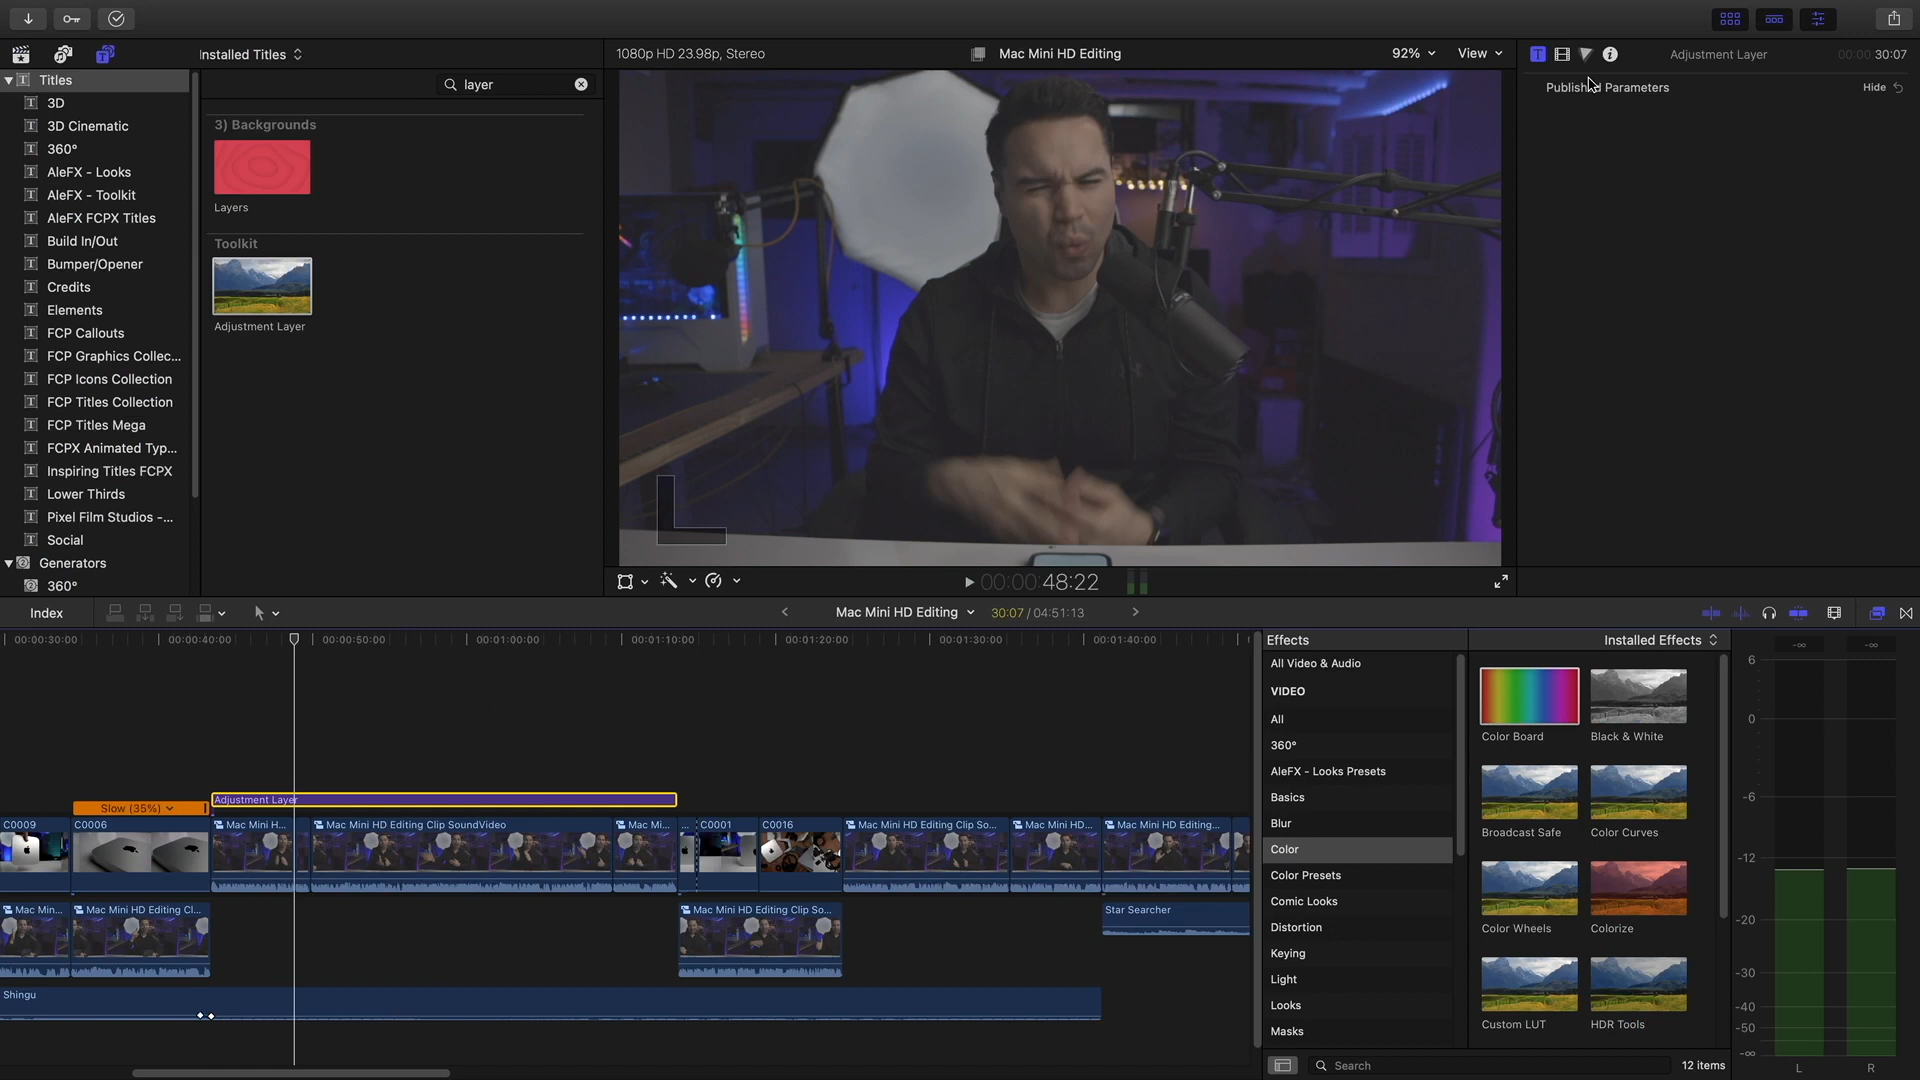 Installed Titles
Titles
3D
3D Cinematic
360°
AleFX - Looks
AleFX - Toolkit
AleFX FCPX Titles
Build In/Out
Bumper/Opener
Credits
Elements
FCP Callouts
FCP Graphics Collec...
FCP Icons Collection
FCP Titles Collection
FCP Titles Mega
FCPX Animated Typ...
Inspiring Titles FCPX
Lower Thirds
Pixel Film Studios -...
Social
Generators
360°
layer
3) Backgrounds
Layers
Toolkit
Adjustment Layer
1080p HD 23.98p, Stereo
Mac Mini HD Editing
92%
View
00:00:48:22
Adjustment Layer
00:00:30:07
Parameters
Hide
Index
Mac Mini HD Editing
30:07 / 04:51:13
00:00:30:00
00:00:40:00
00:00:50:00
00:01:00:00
00:01:10:00
00:01:20:00
00:01:30:00
00:01:40:00
Adjustment Layer
Slow (35%)
C0009
C0006
Mac Mini H...
Mac Mini HD Editing Clip SoundVideo
Mac Mi...
...
C0001
C0016
Mac Mini HD Editing Clip So...
Mac Mini HD...
Mac Mini HD Editing...
Mac Min...
Mac Mini HD Editing Cl...
Mac Mini HD Editing Clip So...
Star Searcher
Shingu
Effects
Installed Effects
All Video & Audio
VIDEO
All
360°
AleFX - Looks Presets
Basics
Blur
Color
Color Presets
Comic Looks
Distortion
Keying
Light
Looks
Masks
Color Board
Black & White
Broadcast Safe
Color Curves
Color Wheels
Colorize
Custom LUT
HDR Tools
Search
12 items
-∞
-∞
6
0
-6
-12
-20
-30
-40
-50
-∞
L
R